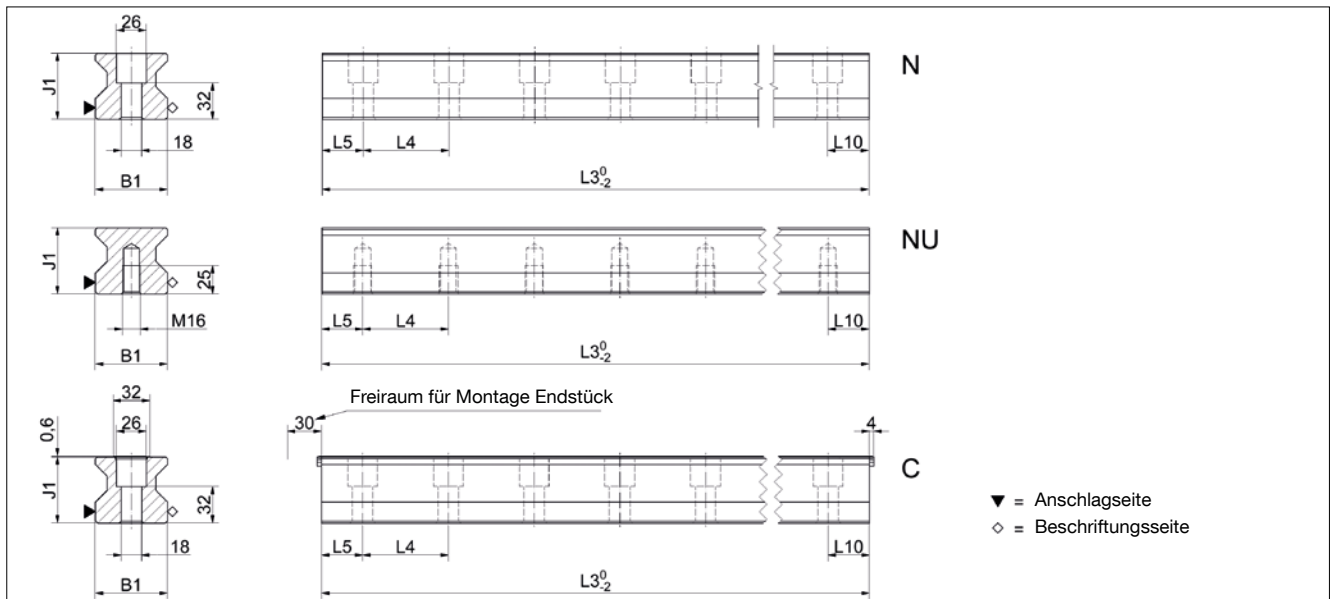 26
J1
32
18
B1
L5 L4 L10
L3 0 -2
N
J1
25
M16
B1
L5 L4 L10
L3 0 -2
NU
Freiraum für Montage Endstück
32
26
0,6
J1
32
18
B1
30
4
L5 L4 L10
L3 0 -2
C
▼ = Anschlagseite
◇ = Beschriftungsseite